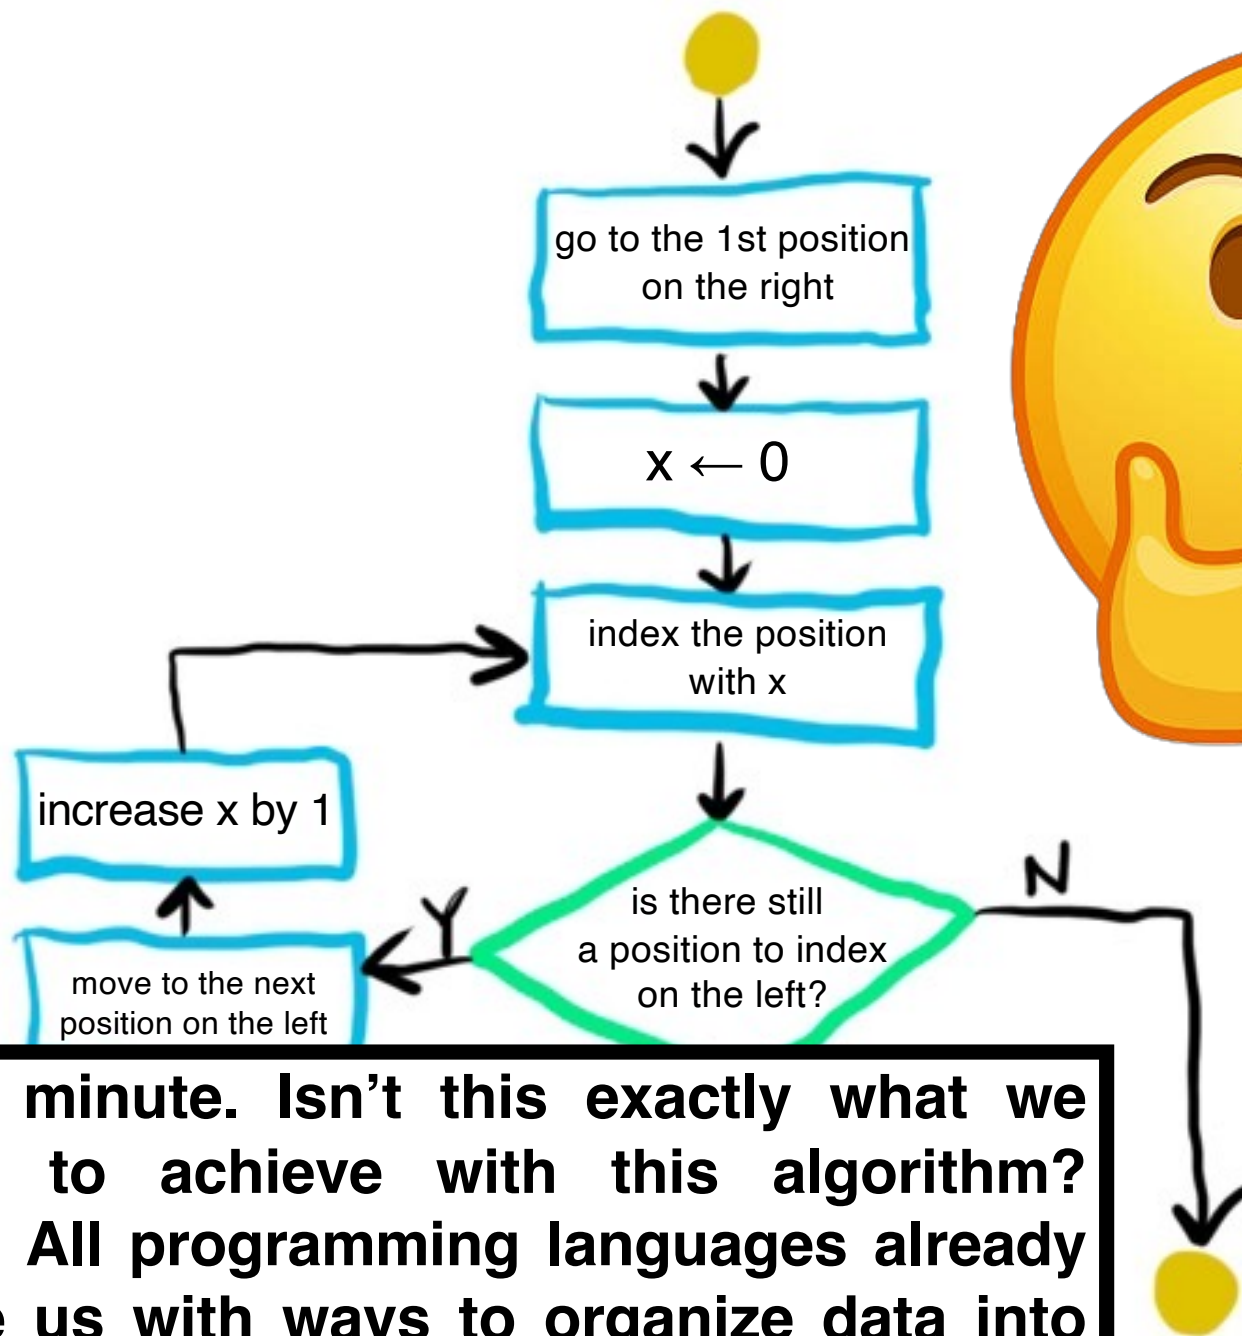 go to the 1st position
on the right
x ← 0
index the position
with x
increase x by 1
is there still
a position to index
on the left?
Y
N
move to the next
position on the left
minute. Isn’t this exactly what we
to achieve with this algorithm?
All programming languages already
us with ways to organize data into